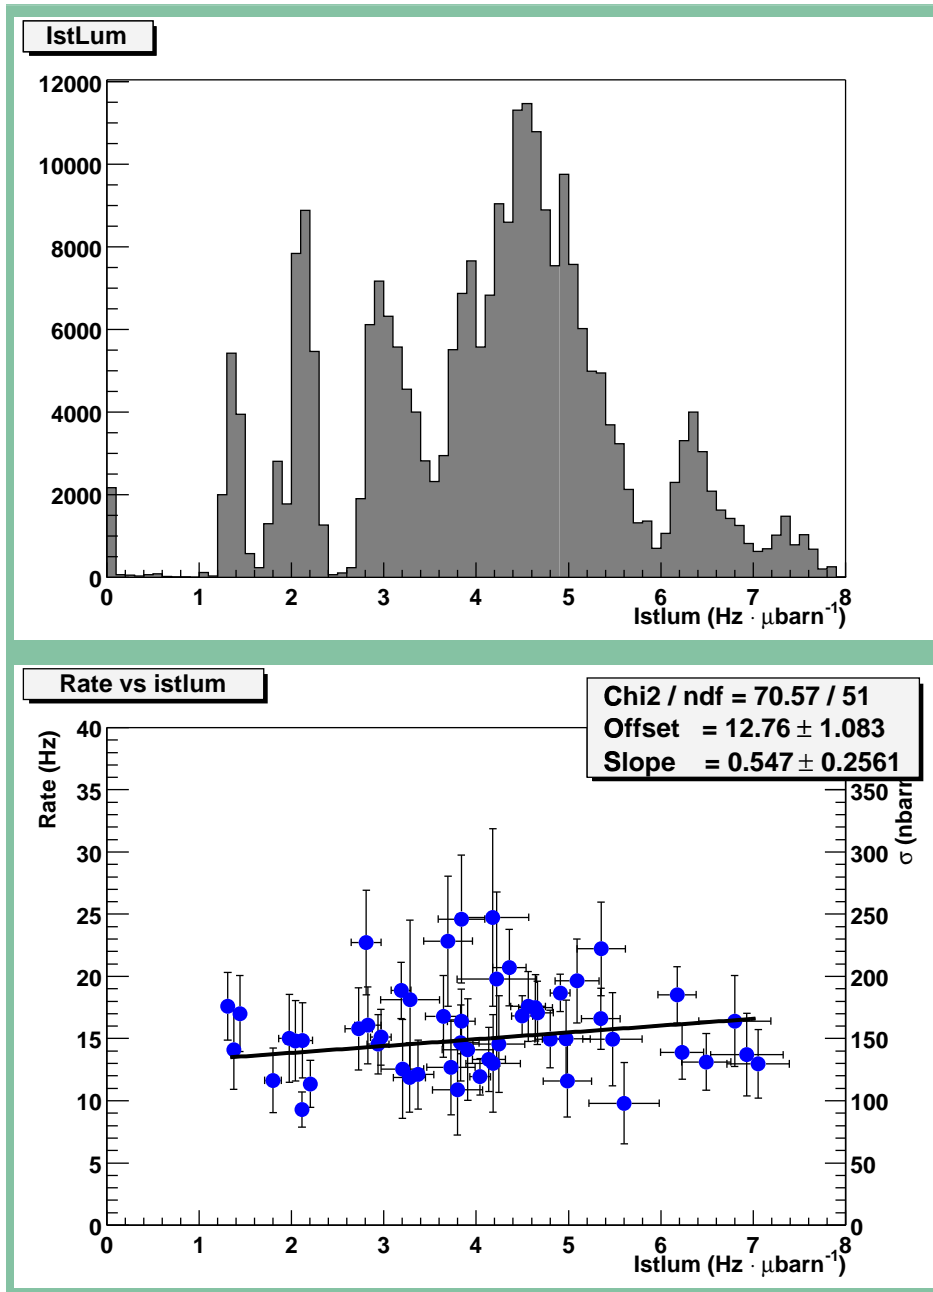 IstLum
12000
10000
8000
6000
4000
2000
0
0 1 2 3 4 5 6 7 8
Istlum (Hz · μbarn⁻¹)
Rate vs istlum
Chi2 / ndf = 70.57 / 51
Offset = 12.76 ± 1.083
Slope = 0.547 ± 0.2561
Rate (Hz)
40
35
30
25
20
15
10
5
0
σ (nbarn
350
300
250
200
150
100
50
0
0 1 2 3 4 5 6 7 8
Istlum (Hz · μbarn⁻¹)